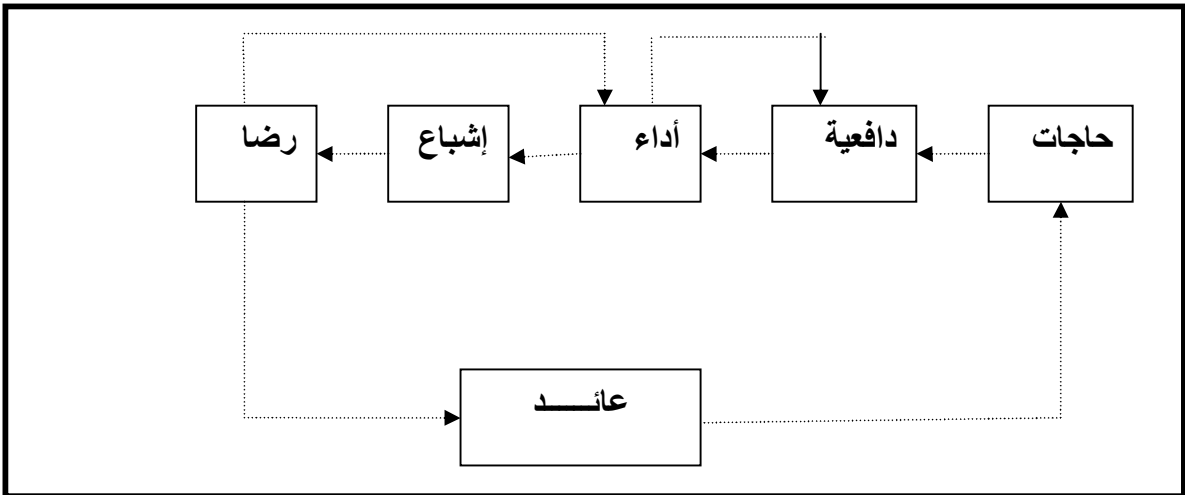 حاجات
دافعية
أداء
إشباع
رضا
عائـــــد